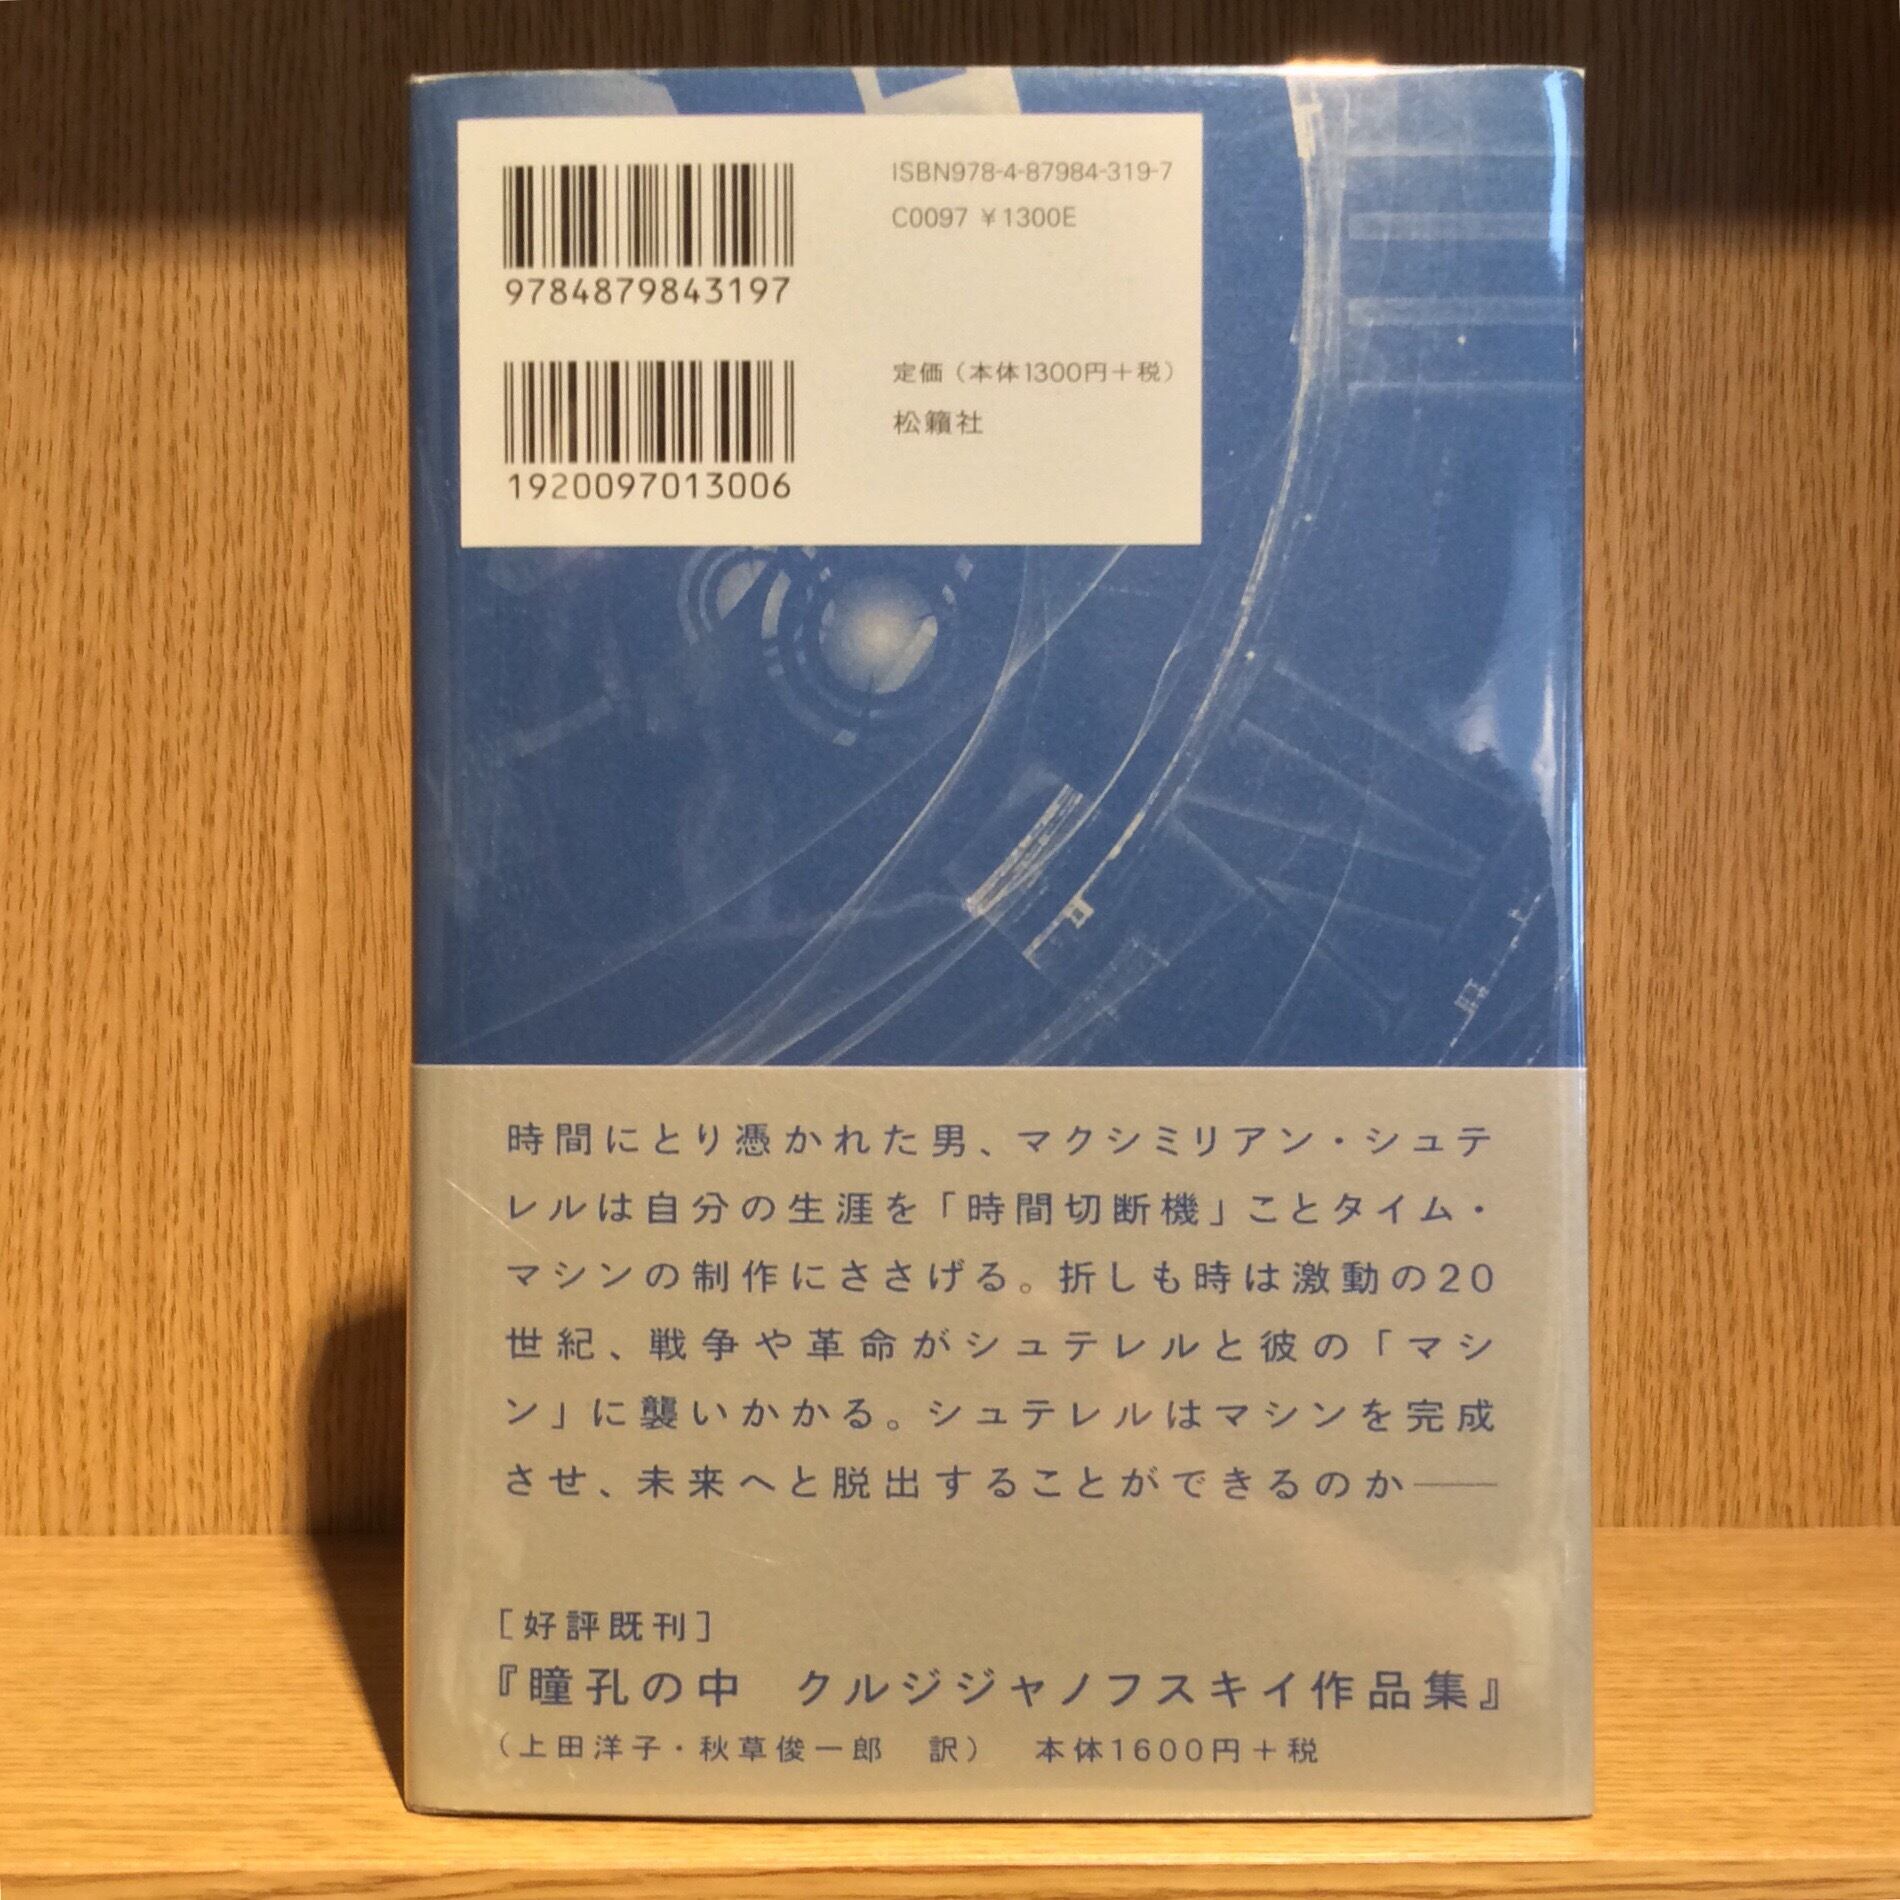 ISBN978-4-87984-319-7
C0097 ¥1300E
9784879843197
定価（本体1300円＋税）
松籟社
1920097013006
時間にとり憑かれた男、マクシミリアン・シュテ
レルは自分の生涯を「時間切断機」ことタイム・
マシンの制作にささげる。折しも時は激動の20
世紀、戦争や革命がシュテレルと彼の「マシ
ン」に襲いかかる。シュテレルはマシンを完成
させ、未来へと脱出することができるのか――
［好評既刊］
『瞳孔の中　クルジジャノフスキイ作品集』
（上田洋子・秋草俊一郎　訳）　本体1600円＋税